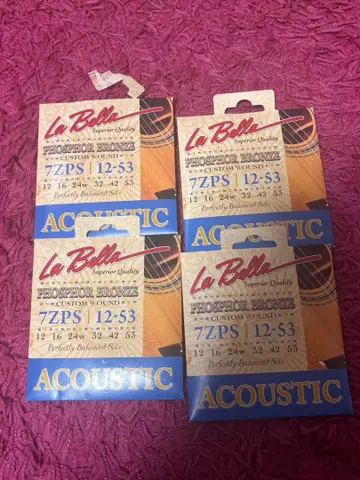 La Bella
Superior Quality
PHOSPHOR BRONZE
CUSTOM WOUND
7ZPS | 12-53
12 16 24w 32 42 53
Perfectly Balanced Sets
ACOUSTIC
La Bella
Superior Quality
PHOSPHOR BRONZE
CUSTOM WOUND
7ZPS | 12-53
12 16 24w 32 42 53
Perfectly Balanced Sets
ACOUSTIC
La Bella
Superior Quality
PHOSPHOR BRONZE
CUSTOM WOUND
7ZPS | 12-53
12 16 24w 32 42 53
Perfectly Balanced Sets
ACOUSTIC
La Bella
Superior Quality
PHOSPHOR BRONZE
CUSTOM WOUND
7ZPS | 12-53
12 16 24w 32 42 53
Perfectly Balanced Sets
ACOUSTIC